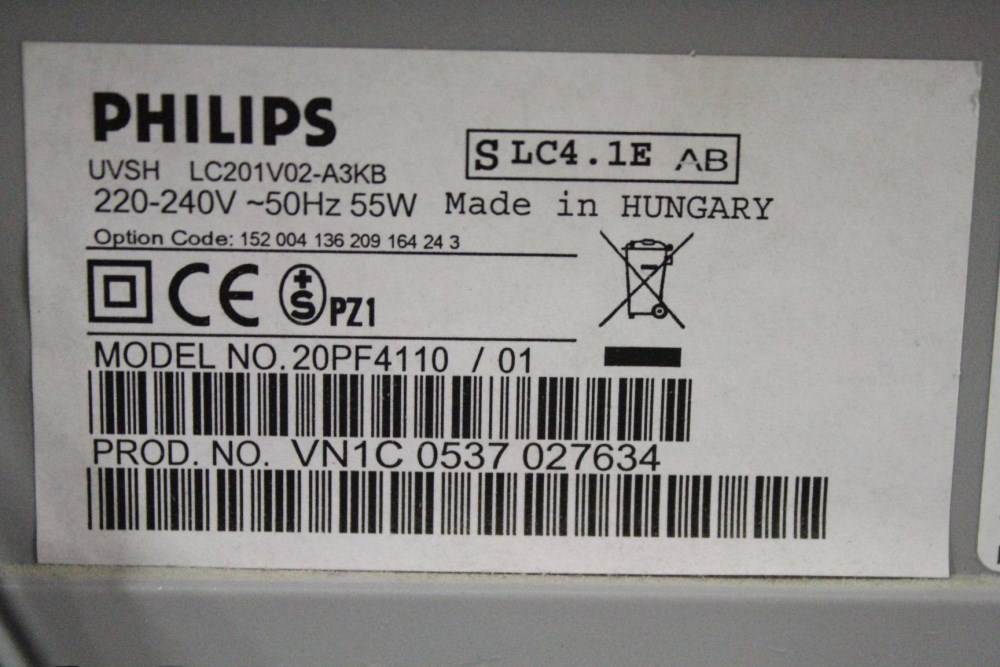 PHILIPS
S LC4.1E AB
UVSH LC201V02-A3KB
220-240V ~50Hz 55W Made in HUNGARY
Option Code: 152 004 136 209 164 24 3
CE +S PZ1
MODEL NO. 20PF4110 / 01
PROD. NO. VN1C 0537 027634